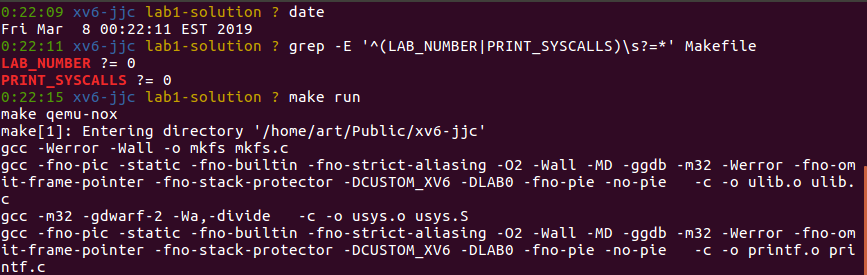 0:22:09 xv6-jjc lab1-solution ? date
Fri Mar  8 00:22:11 EST 2019
0:22:11 xv6-jjc lab1-solution ? grep -E '^(LAB_NUMBER|PRINT_SYSCALLS)\s?=*' Makefile
LAB_NUMBER ?= 0
PRINT_SYSCALLS ?= 0
0:22:15 xv6-jjc lab1-solution ? make run
make qemu-nox
make[1]: Entering directory '/home/art/Public/xv6-jjc'
gcc -Werror -Wall -o mkfs mkfs.c
gcc -fno-pic -static -fno-builtin -fno-strict-aliasing -O2 -Wall -MD -ggdb -m32 -Werror -fno-om
it-frame-pointer -fno-stack-protector -DCUSTOM_XV6 -DLAB0 -fno-pie -no-pie   -c -o ulib.o ulib.
c
gcc -m32 -gdwarf-2 -Wa,-divide   -c -o usys.o usys.S
gcc -fno-pic -static -fno-builtin -fno-strict-aliasing -O2 -Wall -MD -ggdb -m32 -Werror -fno-om
it-frame-pointer -fno-stack-protector -DCUSTOM_XV6 -DLAB0 -fno-pie -no-pie   -c -o printf.o pri
ntf.c